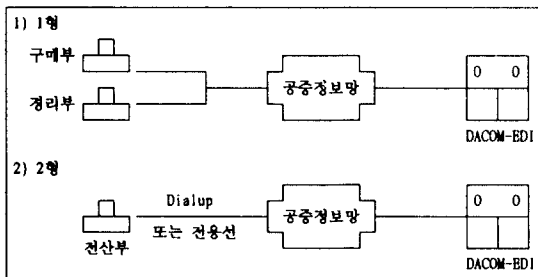 1) 1형
구매부
경리부
공중정보망
0 0
DACOM-EDI
2) 2형
Dialup
또는 전용선
전산부
공중정보망
0 0
DACOM-EDI